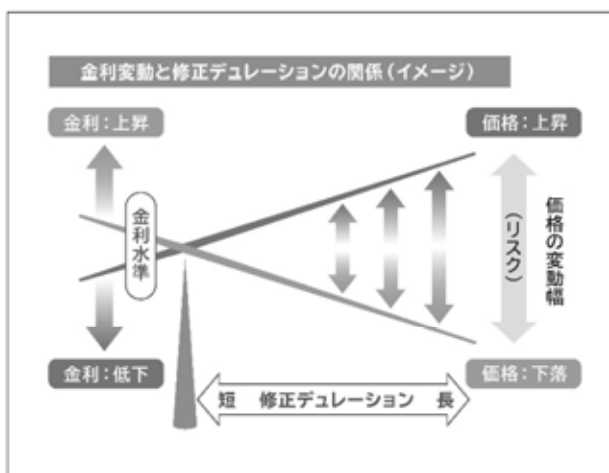 金利変動と修正デュレーションの関係(イメージ)
金利:上昇
価格:上昇
金利水準
価格の変動幅
(リスク)
金利:低下
価格:下落
短 修正デュレーション 長